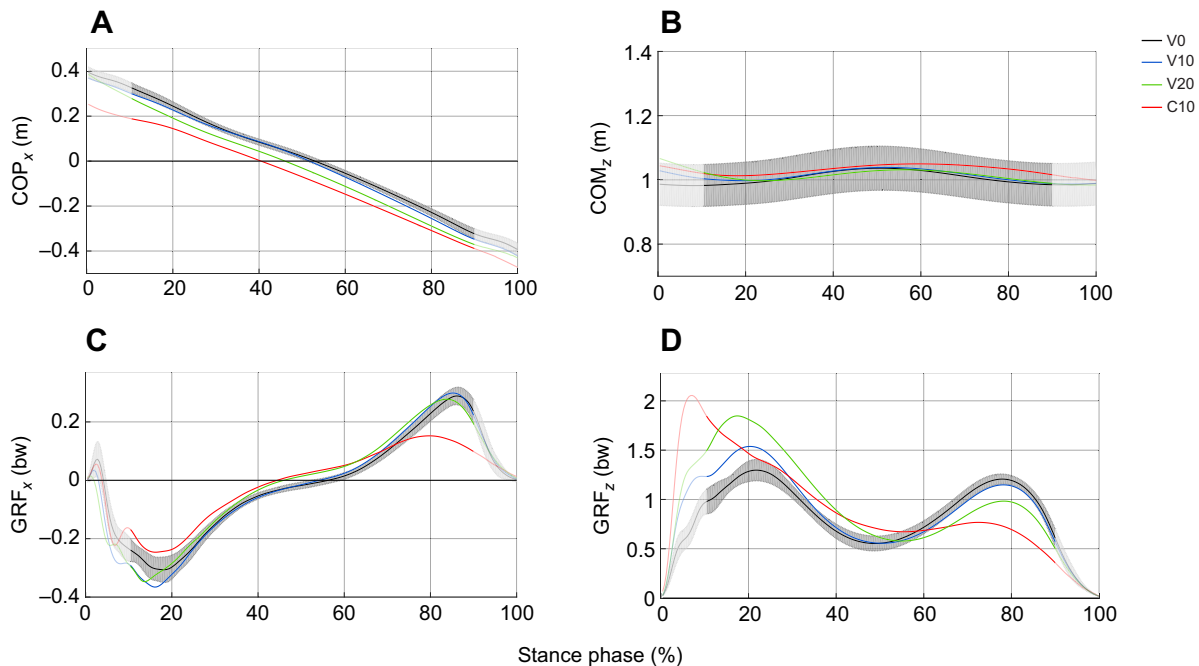 A
COPx (m)
0.4
0.2
0
–0.2
–0.4
0 20 40 60 80 100
B
COMz (m)
1.4
1.2
1.0
0.8
0 20 40 60 80 100
V0
V10
V20
C10
C
GRFx (bw)
0.2
0
–0.2
–0.4
0 20 40 60 80 100
D
GRFz (bw)
2
1.5
1
0.5
0
0 20 40 60 80 100
Stance phase (%)